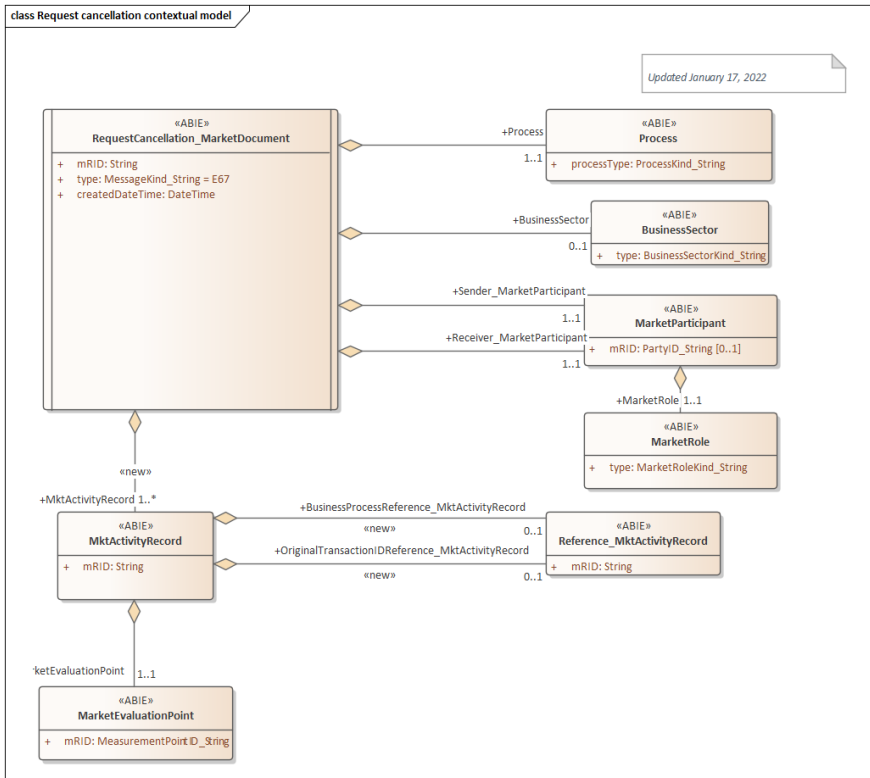 class Request cancellation contextual model
Updated January 17, 2022
«ABIE»
RequestCancellation_MarketDocument
+ mRID: String
+ type: MessageKind_String = E67
+ createdDateTime: DateTime
+Process
1..1
«ABIE»
Process
+ processType: ProcessKind_String
+BusinessSector
0..1
«ABIE»
BusinessSector
+ type: BusinessSectorKind_String
+Sender_MarketParticipant
1..1
+Receiver_MarketParticipant
1..1
«ABIE»
MarketParticipant
+ mRID: PartyID_String [0..1]
+MarketRole 1..1
«ABIE»
MarketRole
+ type: MarketRoleKind_String
«new»
+MktActivityRecord 1..*
«ABIE»
MktActivityRecord
+ mRID: String
+BusinessProcessReference_MktActivityRecord
«new»
0..1
+OriginalTransactionIDReference_MktActivityRecord
«new»
0..1
«ABIE»
Reference_MktActivityRecord
+ mRID: String
ketEvaluationPoint 1..1
«ABIE»
MarketEvaluationPoint
+ mRID: MeasurementPointID_String